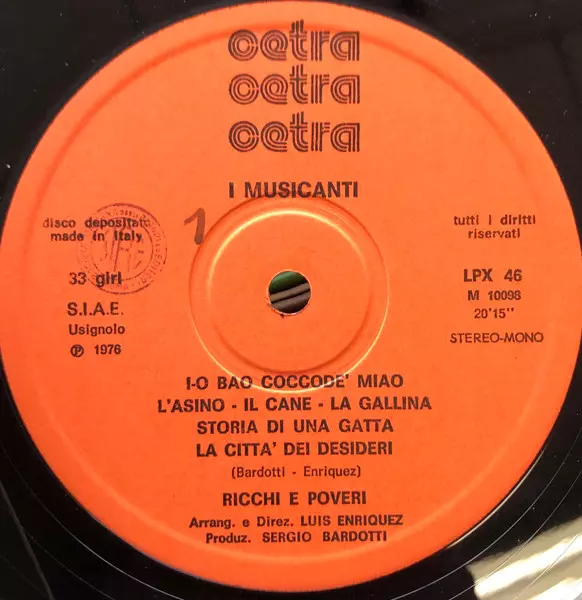 cetra
cetra
cetra
I MUSICANTI
disco depositato
made in Italy
1
tutti i diritti
riservati
33 giri
S.I.A.E.
Usignolo
℗ 1976
LPX 46
M 10098
20'15''
STEREO-MONO
I-O BAO COCCODE' MIAO
L'ASINO - IL CANE - LA GALLINA
STORIA DI UNA GATTA
LA CITTA' DEI DESIDERI
(Bardotti - Enriquez)
RICCHI E POVERI
Arrang. e Direz. LUIS ENRIQUEZ
Produz. SERGIO BARDOTTI